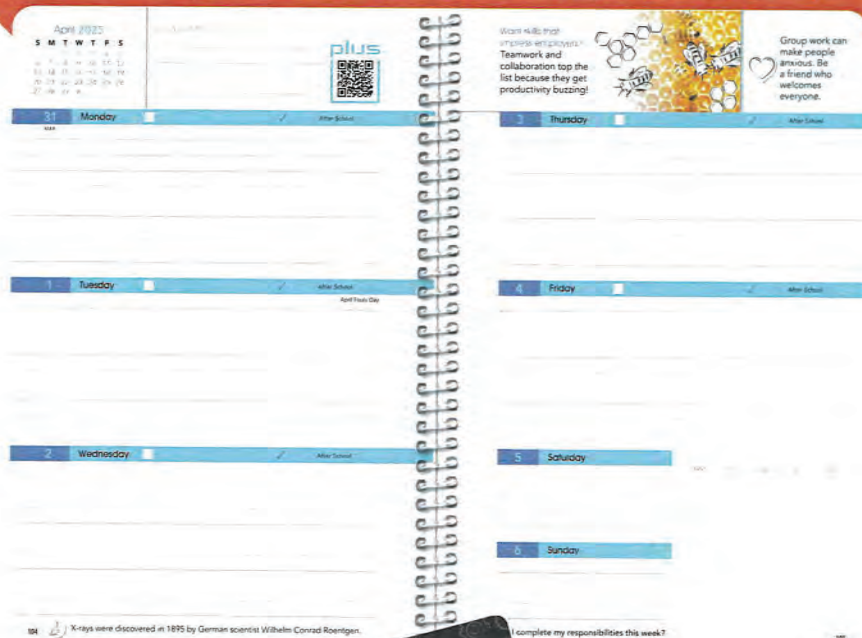 April 2025
S M T W T F S
plus
31 Monday After School
1 Tuesday After School
April Fools Day
2 Wednesday After School
104 X-rays were discovered in 1895 by German scientist Wilhelm Conrad Roentgen.
Want skills that
impress employers?
Teamwork and
collaboration top the
list because they get
productivity buzzing!
Group work can
make people
anxious. Be
a friend who
welcomes
everyone.
3 Thursday After School
4 Friday After School
5 Saturday
6 Sunday
I complete my responsibilities this week?